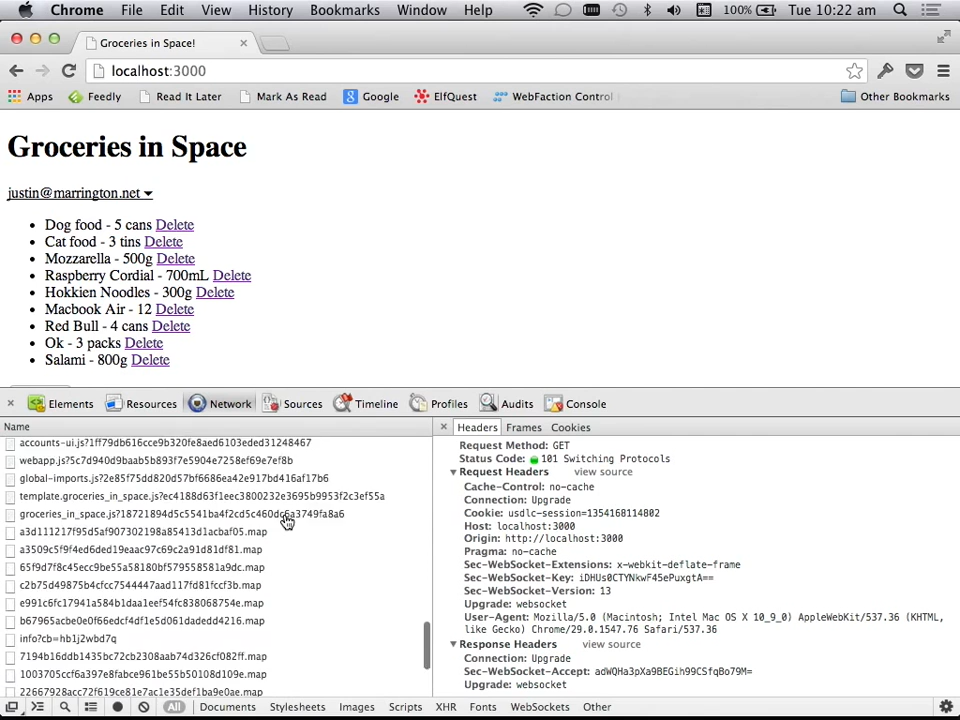 Chrome File Edit View History Bookmarks Window Help 100% Tue 10:22 am
Groceries in Space!
localhost:3000
Apps Feedly Read It Later Mark As Read Google ElfQuest WebFaction Control Other Bookmarks
Groceries in Space
justin@marrington.net
Dog food - 5 cans Delete
Cat food - 3 tins Delete
Mozzarella - 500g Delete
Raspberry Cordial - 700mL Delete
Hokkien Noodles - 300g Delete
Macbook Air - 12 Delete
Red Bull - 4 cans Delete
Ok - 3 packs Delete
Salami - 800g Delete
Elements Resources Network Sources Timeline Profiles Audits Console
Name
accounts-ui.js?1ff79db616cce9b320fe8aed6103eded31248467
webapp.js?5c7d940d9baab5b893f7e5904e7258ef69e7ef8b
global-imports.js?2e85f75dd820d57bf6686ea42e917bd416af17b6
template.groceries_in_space.js?ec4188d63f1eec3800232e3695b9953f2c3ef55a
groceries_in_space.js?18721894d5c5541ba4f2cd5c460dc6a3749fa8a6
a3d111217f95d5af907302198a85413d1acbaf05.map
a3509c5f9f4ed6ded19eaac97c69c2a91d81df81.map
65f9d7f8c45ecc9be55a58180bf579558581a9dc.map
c2b75d49875b4cfcc7544447aad117fd81fccf3b.map
e991c6fc17941a584b1daa1eef54fc838068754e.map
b67965acbe0e0f66edcf4df1e5d061dadedd4216.map
info?cb=hb1j2wbd7q
7194b16ddb1435bc72cb2308aab74d326cf082ff.map
1003705ccf6a397e8fabce961be55b50108d109e.map
22667928acc72f619ce81e7ac1e35def1ba9e0ae.map
Headers Frames Cookies
Request Method: GET
Status Code: 101 Switching Protocols
Request Headers view source
Cache-Control: no-cache
Connection: Upgrade
Cookie: usdlc-session=1354168114802
Host: localhost:3000
Origin: http://localhost:3000
Pragma: no-cache
Sec-WebSocket-Extensions: x-webkit-deflate-frame
Sec-WebSocket-Key: iDHUs0CTYNkwF45ePuxgtA==
Sec-WebSocket-Version: 13
Upgrade: websocket
User-Agent: Mozilla/5.0 (Macintosh; Intel Mac OS X 10_9_0) AppleWebKit/537.36 (KHTML,
like Gecko) Chrome/29.0.1547.76 Safari/537.36
Response Headers view source
Connection: Upgrade
Sec-WebSocket-Accept: adWQHa3pXa9BEGih99CSfqBo79M=
Upgrade: websocket
All Documents Stylesheets Images Scripts XHR Fonts WebSockets Other